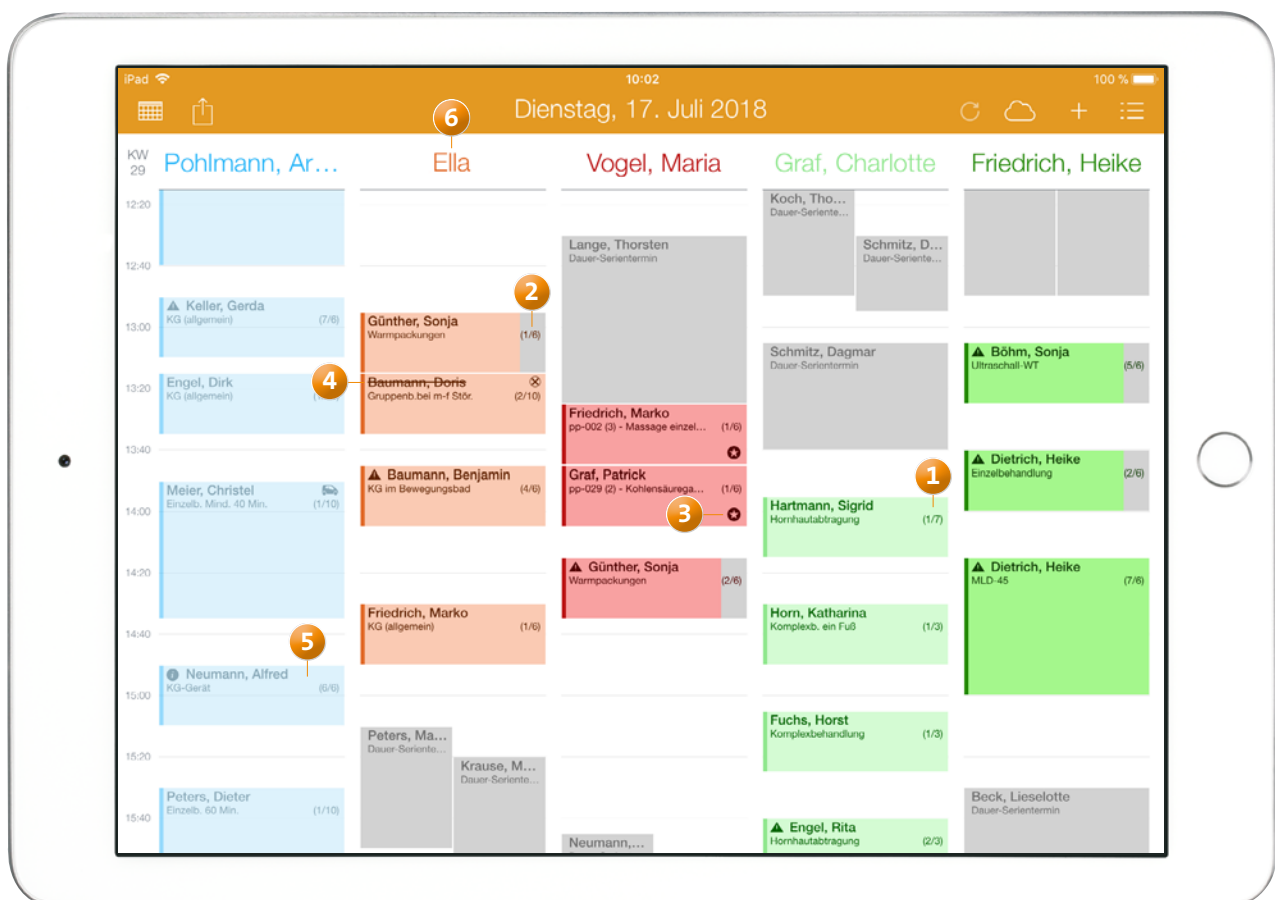 iPad
10:02
100 %
Dienstag, 17. Juli 2018
6
KW
29
Pohlmann, Ar...
Ella
Vogel, Maria
Graf, Charlotte
Friedrich, Heike
12:20
12:40
13:00
13:20
13:40
14:00
14:20
14:40
15:00
15:20
15:40
Keller, Gerda
KG (allgemein) (7/6)
Engel, Dirk
KG (allgemein)
Meier, Christel
Einzelb. Mind. 40 Min. (1/10)
5
Neumann, Alfred
KG-Gerät (6/6)
Peters, Dieter
Einzelb. 60 Min. (1/10)
2
Günther, Sonja
Warmpackungen (1/6)
4
Baumann, Doris
Gruppenb.bei m-f Stör. (2/10)
Baumann, Benjamin
KG im Bewegungsbad (4/6)
Friedrich, Marko
KG (allgemein) (1/6)
Peters, Ma...
Dauer-Seriente...
Krause, M...
Dauer-Seriente...
Lange, Thorsten
Dauer-Serientermin
Friedrich, Marko
pp-002 (3) - Massage einzel... (1/6)
Graf, Patrick
pp-029 (2) - Kohlensäurega... (1/6)
3
Günther, Sonja
Warmpackungen (2/6)
Neumann,...
Koch, Tho...
Dauer-Seriente...
Schmitz, D...
Dauer-Seriente...
Schmitz, Dagmar
Dauer-Serientermin
1
Hartmann, Sigrid
Hornhautabtragung (1/7)
Horn, Katharina
Komplexb. ein Fuß (1/3)
Fuchs, Horst
Komplexbehandlung (1/3)
Engel, Rita
Hornhautabtragung (2/3)
Böhm, Sonja
Ultraschall-WT (5/6)
Dietrich, Heike
Einzelbehandlung (2/6)
Dietrich, Heike
MLD-45 (7/6)
Beck, Lieselotte
Dauer-Serientermin